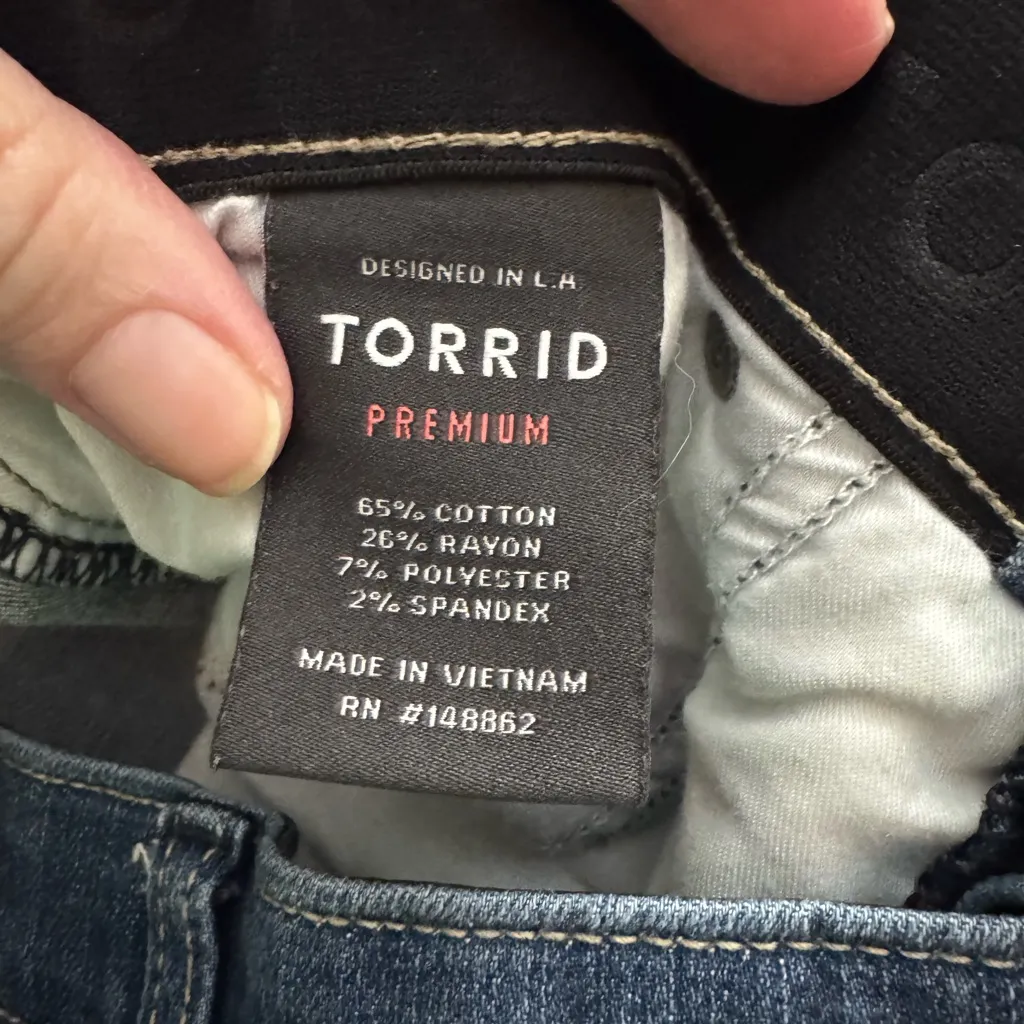 DESIGNED IN L.A
TORRID
PREMIUM
65% COTTON
26% RAYON
7% POLYESTER
2% SPANDEX
MADE IN VIETNAM
RN #148862